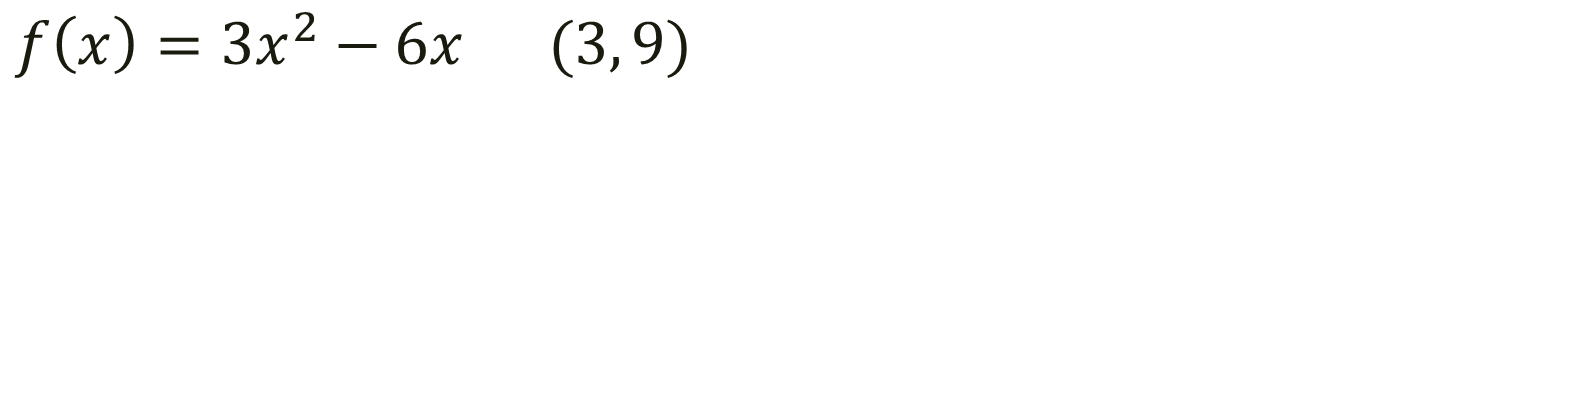 f(x) = 3x² − 6x (3, 9)